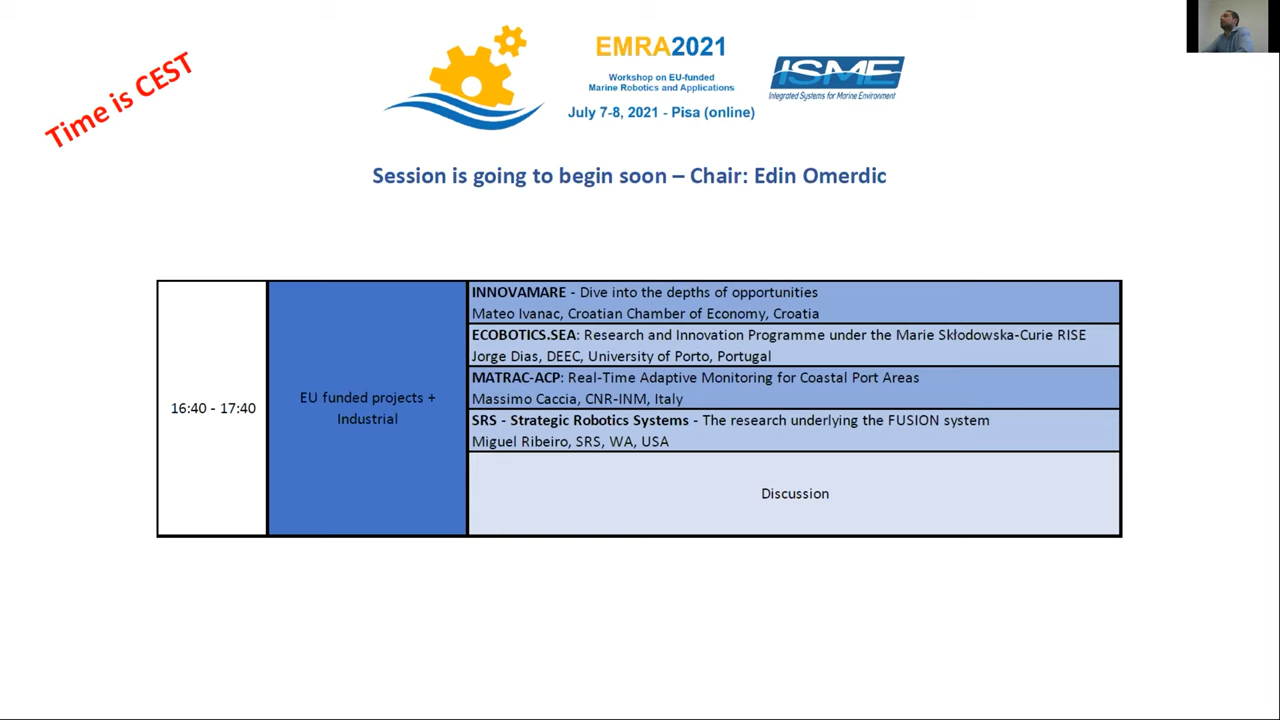 Time is CEST
EMRA2021
Workshop on EU-funded
Marine Robotics and Applications
July 7-8, 2021 - Pisa (online)
ISME
Integrated Systems for Marine Environment
Session is going to begin soon – Chair: Edin Omerdic
16:40 - 17:40
EU funded projects +
Industrial
INNOVAMARE - Dive into the depths of opportunities
Mateo Ivanac, Croatian Chamber of Economy, Croatia
ECOBOTICS.SEA: Research and Innovation Programme under the Marie Skłodowska-Curie RISE
Jorge Dias, DEEC, University of Porto, Portugal
MATRAC-ACP: Real-Time Adaptive Monitoring for Coastal Port Areas
Massimo Caccia, CNR-INM, Italy
SRS - Strategic Robotics Systems - The research underlying the FUSION system
Miguel Ribeiro, SRS, WA, USA
Discussion